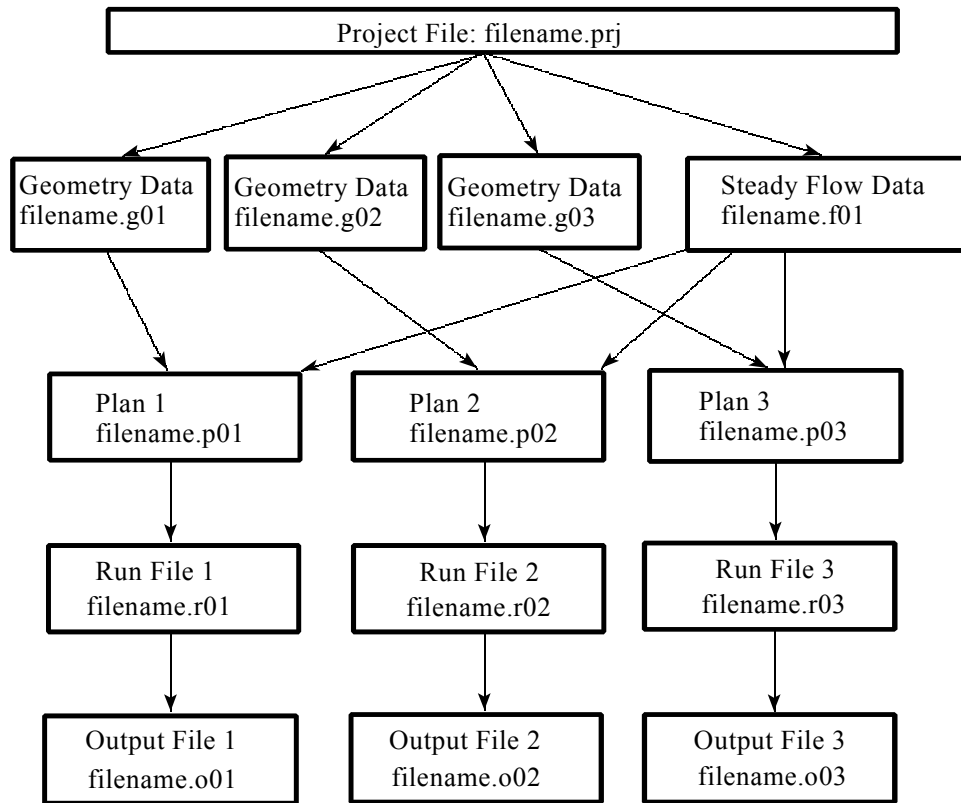 Project File: filename.prj
Geometry Data
filename.g01
Geometry Data
filename.g02
Geometry Data
filename.g03
Steady Flow Data
filename.f01
Plan 1
filename.p01
Plan 2
filename.p02
Plan 3
filename.p03
Run File 1
filename.r01
Run File 2
filename.r02
Run File 3
filename.r03
Output File 1
filename.o01
Output File 2
filename.o02
Output File 3
filename.o03